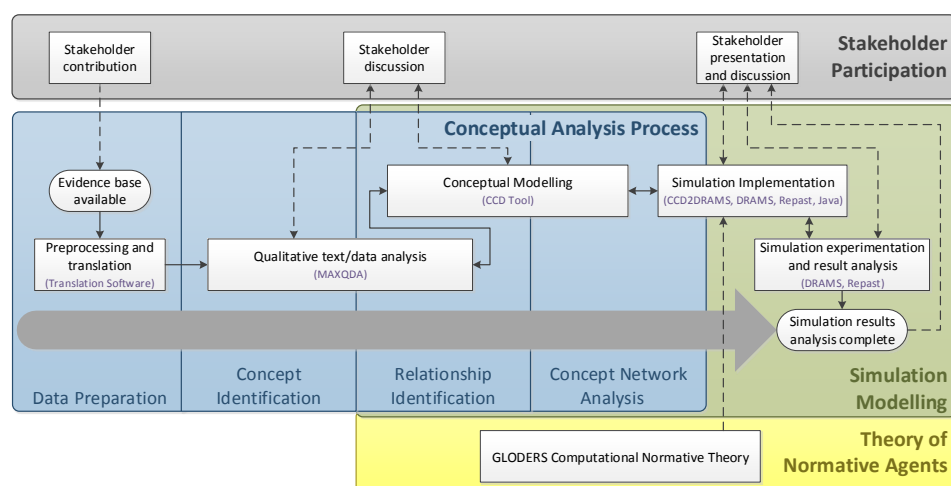 Stakeholder
contribution
Stakeholder
discussion
Stakeholder
presentation
and discussion
Stakeholder
Participation
Conceptual Analysis Process
Evidence base
available
Conceptual Modelling
(CCD Tool)
Simulation Implementation
(CCD2DRAMS, DRAMS, Repast, Java)
Preprocessing and
translation
(Translation Software)
Qualitative text/data analysis
(MAXQDA)
Simulation experimentation
and result analysis
(DRAMS, Repast)
Simulation results
analysis complete
Data Preparation
Concept
Identification
Relationship
Identification
Concept Network
Analysis
Simulation
Modelling
GLODERS Computational Normative Theory
Theory of
Normative Agents